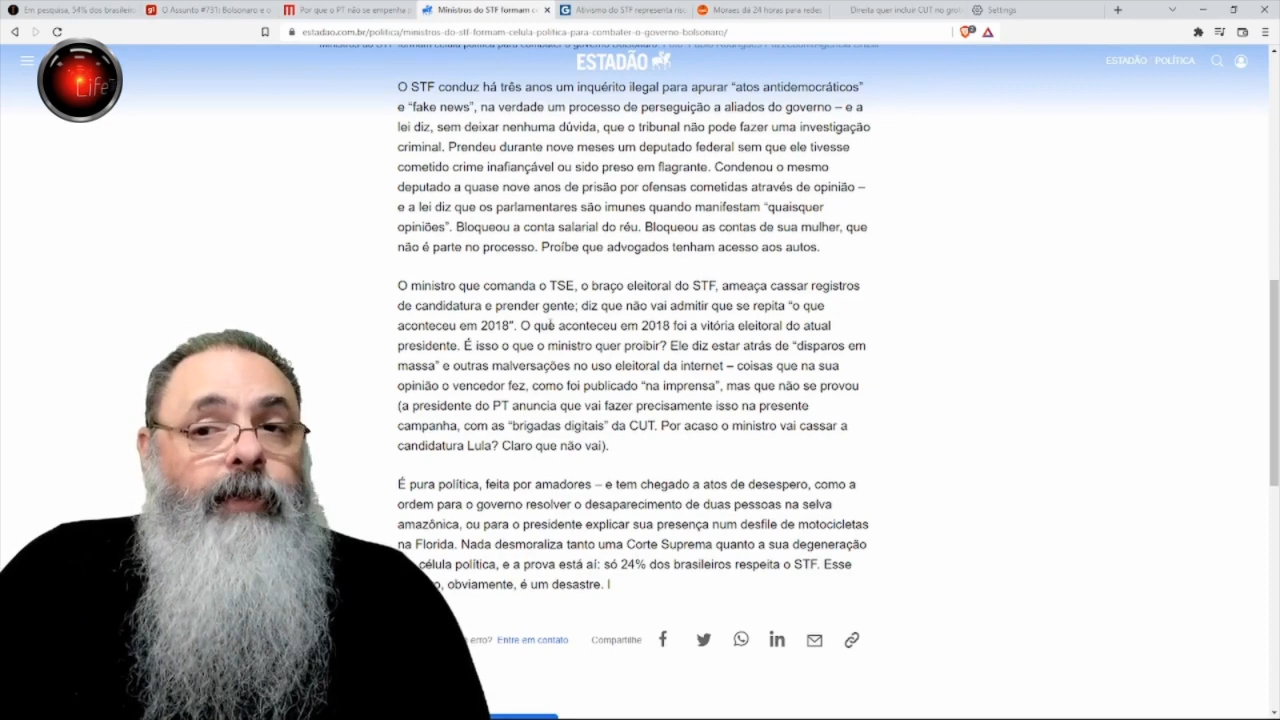 Em pesquisa, 54% dos brasileiro
O Assunto #731: Bolsonaro e o
Por que o PT não se empenha p
Ministros do STF formam c
Ativismo do STF representa ris
Moraes dá 24 horas para redes
Direita quer incluir CUT no
Settings
estadao.com.br/politica/ministros-do-stf-formam-celula-politica-para-combater-o-governo-bolsonaro/
Ministros do STF formam célula política para combater o governo Bolsonaro.
ESTADÃO
ESTADÃO POLÍTICA
Life
O STF conduz há três anos um inquérito ilegal para apurar “atos antidemocráticos”
e “fake news”, na verdade um processo de perseguição a aliados do governo – e a
lei diz, sem deixar nenhuma dúvida, que o tribunal não pode fazer uma investigação
criminal. Prendeu durante nove meses um deputado federal sem que ele tivesse
cometido crime inafiançável ou sido preso em flagrante. Condenou o mesmo
deputado a quase nove anos de prisão por ofensas cometidas através de opinião –
e a lei diz que os parlamentares são imunes quando manifestam “quaisquer
opiniões”. Bloqueou a conta salarial do réu. Bloqueou as contas de sua mulher, que
não é parte no processo. Proíbe que advogados tenham acesso aos autos.
O ministro que comanda o TSE, o braço eleitoral do STF, ameaça cassar registros
de candidatura e prender gente; diz que não vai admitir que se repita “o que
aconteceu em 2018”. O que aconteceu em 2018 foi a vitória eleitoral do atual
presidente. É isso o que o ministro quer proibir? Ele diz estar atrás de “disparos em
massa” e outras malversações no uso eleitoral da internet – coisas que na sua
opinião o vencedor fez, como foi publicado “na imprensa”, mas que não se provou
(a presidente do PT anuncia que vai fazer precisamente isso na presente
campanha, com as “brigadas digitais” da CUT. Por acaso o ministro vai cassar a
candidatura Lula? Claro que não vai).
É pura política, feita por amadores – e tem chegado a atos de desespero, como a
ordem para o governo resolver o desaparecimento de duas pessoas na selva
amazônica, ou para o presidente explicar sua presença num desfile de motocicletas
na Florida. Nada desmoraliza tanto uma Corte Suprema quanto a sua degeneração
célula política, e a prova está aí: só 24% dos brasileiros respeita o STF. Esse
o, obviamente, é um desastre. I
erro? Entre em contato Compartilhe